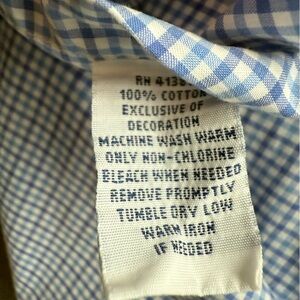 RN
100% COTTON
EXCLUSIVE OF
DECORATION
MACHINE WASH WARM
ONLY NON-CHLORINE
BLEACH WHEN NEEDED
REMOVE PROMPTLY
TUMBLE DRY LOW
WARM IRON
IF NEEDED